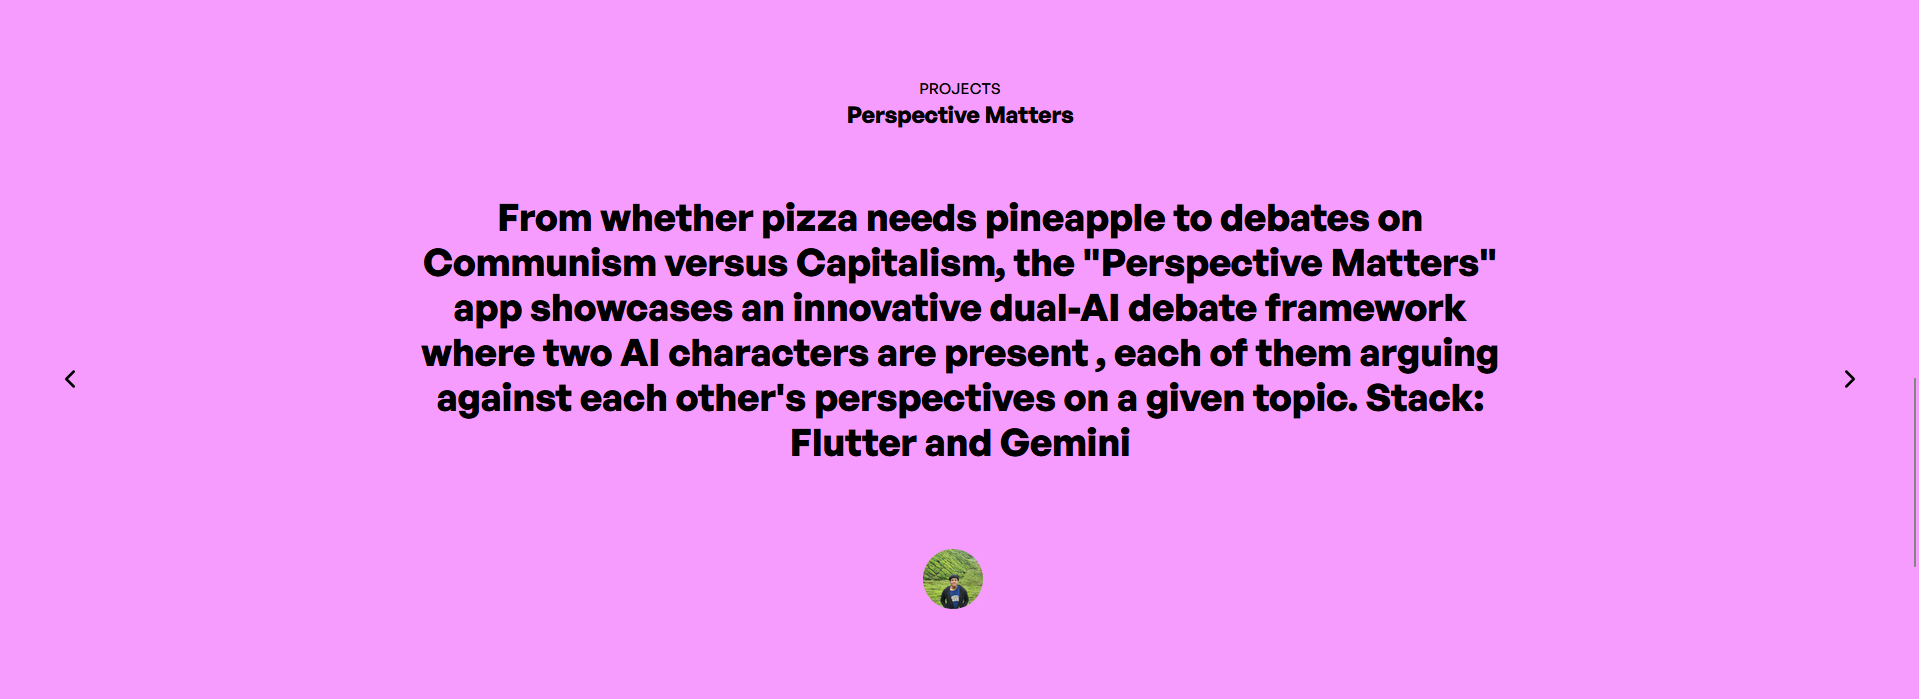 PROJECTS
Perspective Matters
From whether pizza needs pineapple to debates on
Communism versus Capitalism, the "Perspective Matters"
app showcases an innovative dual-AI debate framework
where two AI characters are present , each of them arguing
against each other's perspectives on a given topic. Stack:
Flutter and Gemini